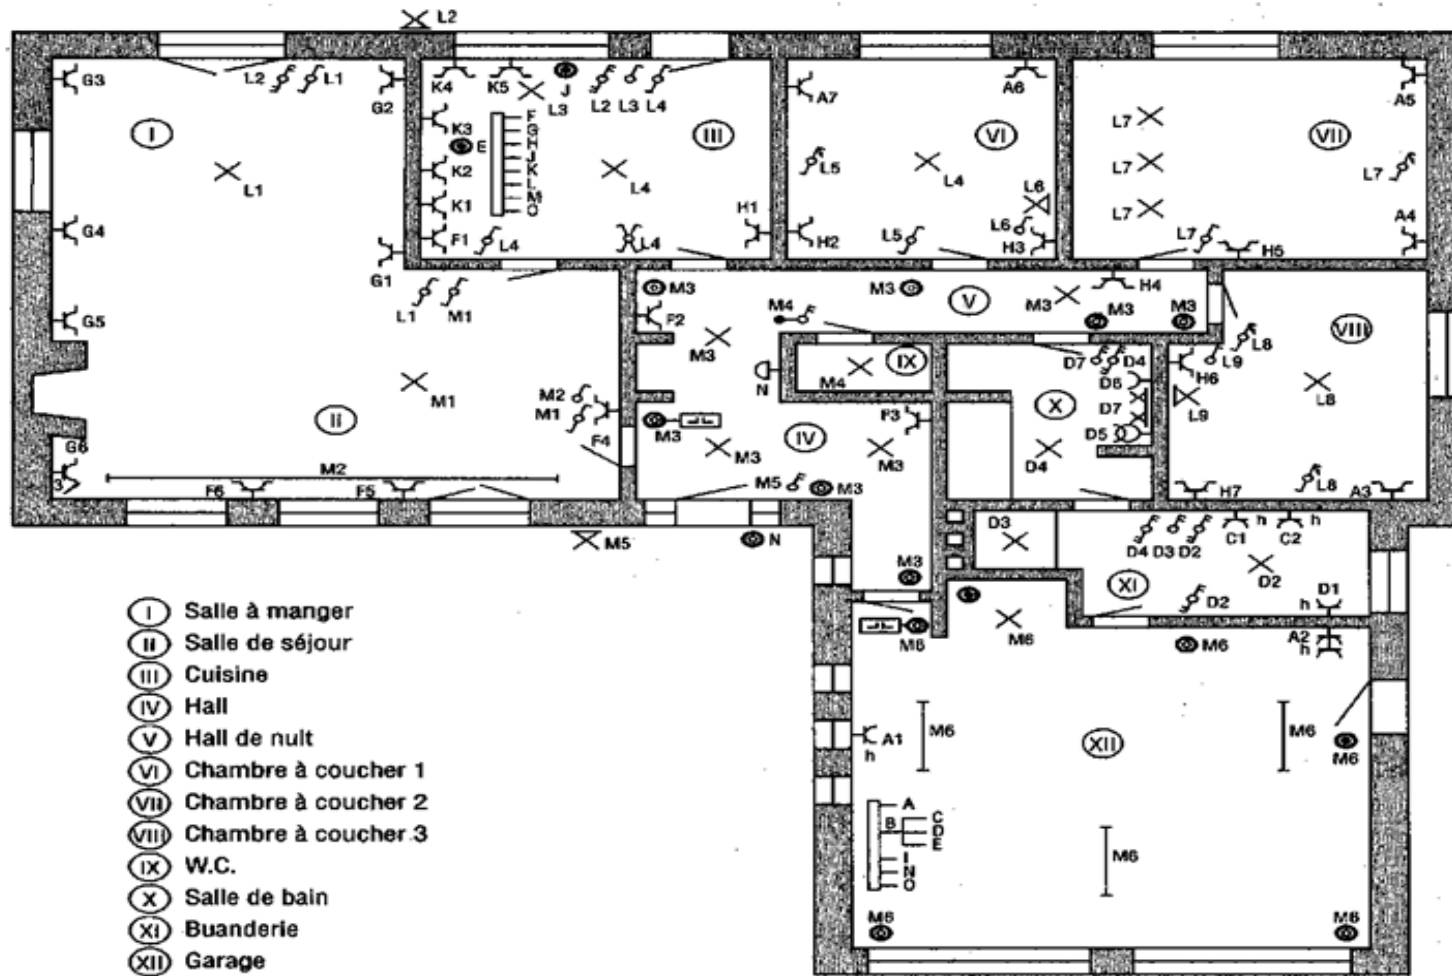 L2
G3
L2
L1
G2
K4
K5
J
L3
L2
L3
L4
A7
A6
A5
I
K3
E
F
G
H
J
K
L
M
O
III
VI
L7
VII
L1
K2
L4
L5
L4
L7
L7
K1
L6
L7
G4
F1
L4
L4
H1
H2
L5
L6
H3
L7
H5
A4
G1
L1
M1
M3
M3
V
M3
H4
M3
M3
G5
F2
M4
VIII
M3
IX
D7
D4
L9
L8
M4
H6
M1
M2
M1
N
D6
L9
L8
II
F4
M3
F3
X
D7
D5
IV
M3
M3
D4
G6
3
M2
F6
F5
M5
M3
H7
L8
A3
M5
N
D3
D4
D3
D2
C1
h
C2
h
D2
M3
XI
D2
D1
h
M6
M6
M6
A2
h
M6
M6
A1
h
XII
M6
A
B
C
D
E
I
N
O
M6
M6
M6
I Salle à manger
II Salle de séjour
III Cuisine
IV Hall
V Hall de nuit
VI Chambre à coucher 1
VII Chambre à coucher 2
VIII Chambre à coucher 3
IX W.C.
X Salle de bain
XI Buanderie
XII Garage